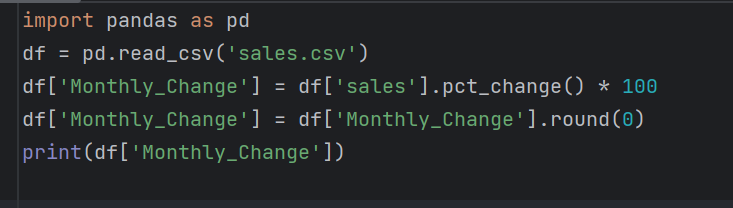 import pandas as pd
df = pd.read_csv('sales.csv')
df['Monthly_Change'] = df['sales'].pct_change() * 100
df['Monthly_Change'] = df['Monthly_Change'].round(0)
print(df['Monthly_Change'])